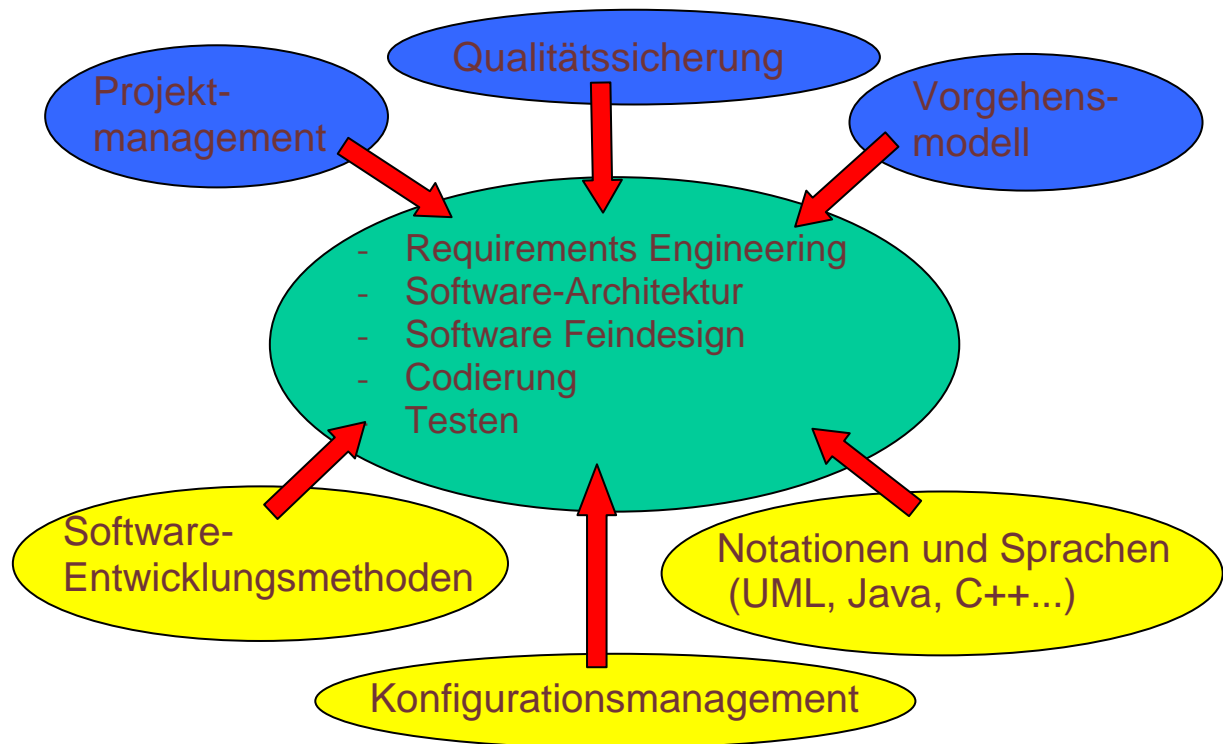 Qualitätssicherung
Projekt-
management
Vorgehens-
modell
- Requirements Engineering
- Software-Architektur
- Software Feindesign
- Codierung
Testen
Software-
Entwicklungsmethoden
Notationen und Sprachen
(UML, Java, C++...)
Konfigurationsmanagement